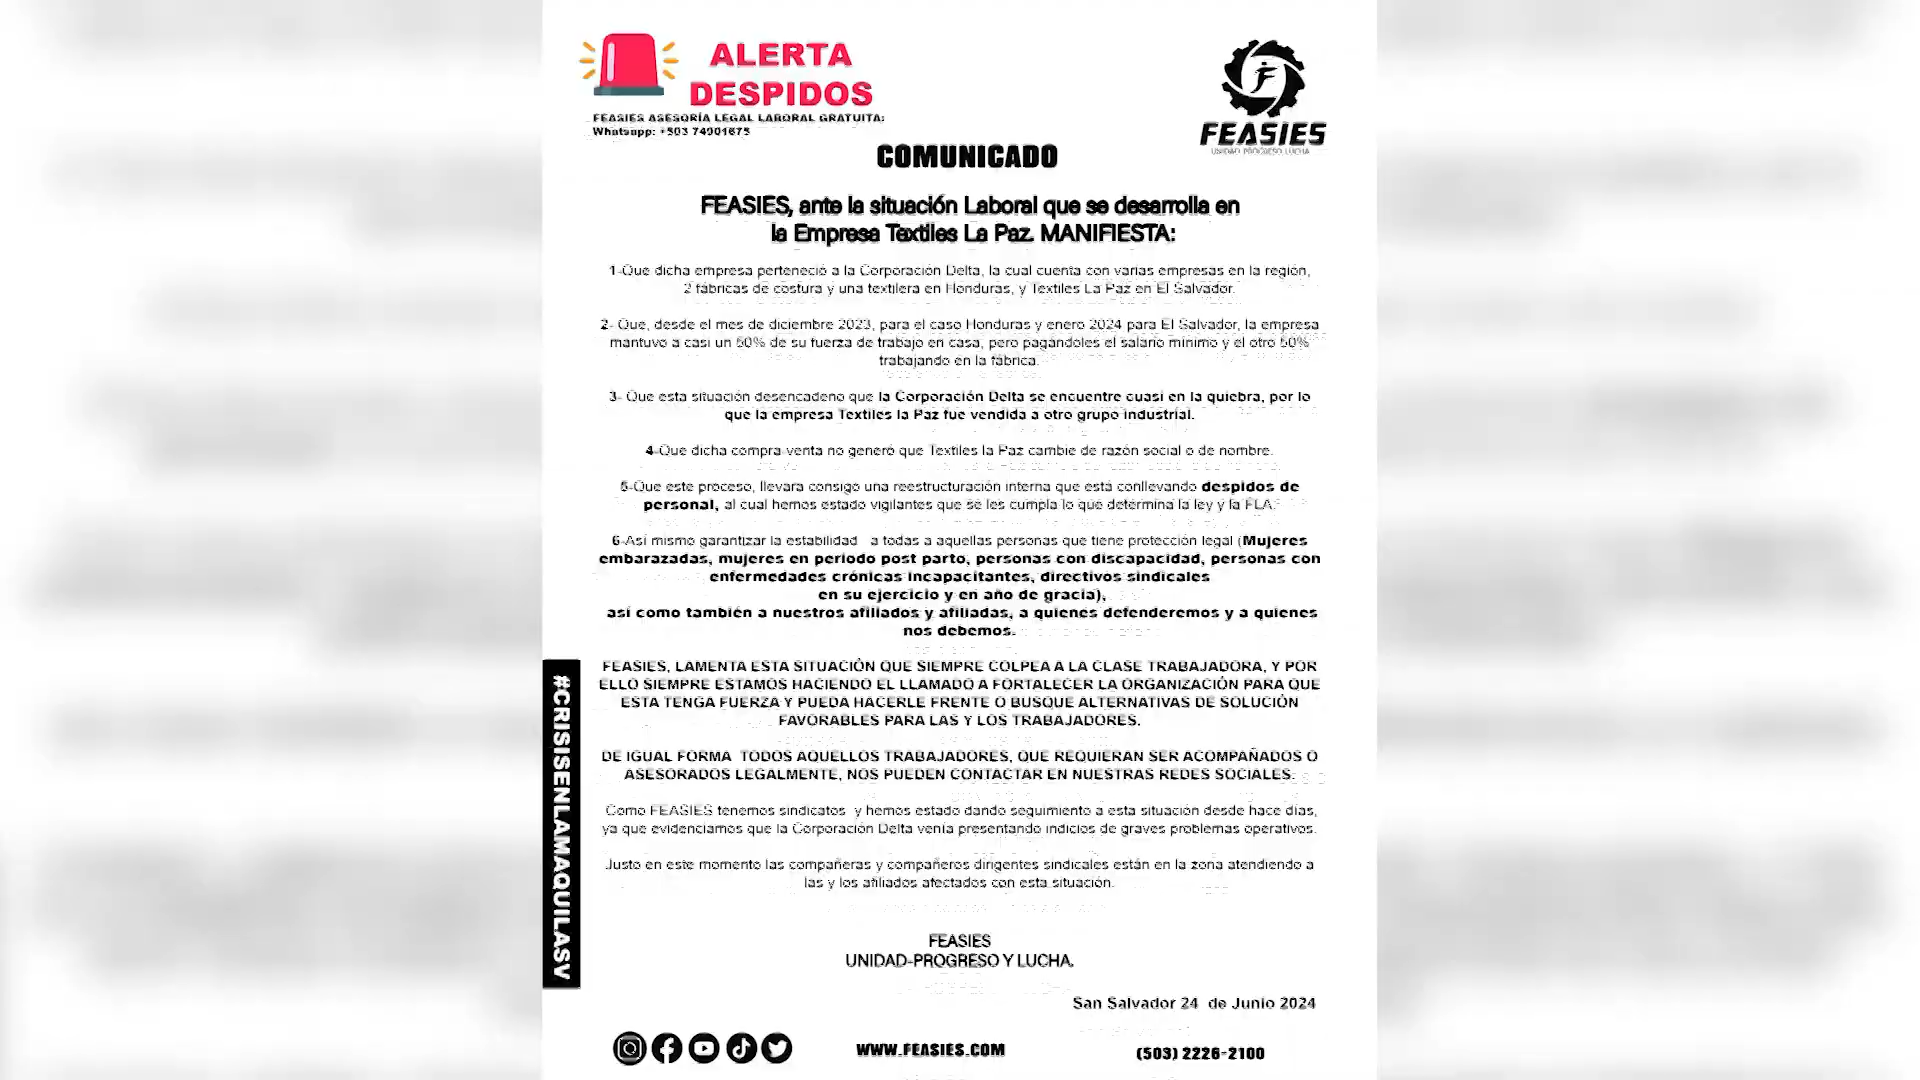 ALERTA
DESPIDOS
FEASIES ASESORÍA LEGAL LABORAL GRATUITA:
Whatsapp: +503 74901675
FEASIES
UNIDAD PROGRESO LUCHA
COMUNICADO
FEASIES, ante la situación Laboral que se desarrolla en
la Empresa Textiles La Paz. MANIFIESTA:
1-Que dicha empresa perteneció a la Corporación Delta, la cual cuenta con varias empresas en la región,
2 fábricas de costura y una textilera en Honduras, y Textiles La Paz en El Salvador.
2- Que, desde el mes de diciembre 2023, para el caso Honduras y enero 2024 para El Salvador, la empresa
mantuvo a casi un 50% de su fuerza de trabajo en casa, pero pagándoles el salario mínimo y el otro 50%
trabajando en la fábrica.
3- Que esta situación desencadeno que la Corporación Delta se encuentre cuasi en la quiebra, por lo
que la empresa Textiles la Paz fue vendida a otro grupo industrial.
4-Que dicha compra-venta no generó que Textiles la Paz cambie de razón social o de nombre.
5-Que este proceso, llevara consigo una reestructuración interna que está conllevando despidos de
personal, al cual hemos estado vigilantes que se les cumpla lo que determina la ley y la FLA.
6-Así mismo garantizar la estabilidad a todas a aquellas personas que tiene protección legal (Mujeres
embarazadas, mujeres en periodo post parto, personas con discapacidad, personas con
enfermedades crónicas incapacitantes, directivos sindicales
en su ejercicio y en año de gracia),
así como también a nuestros afiliados y afiliadas, a quienes defenderemos y a quienes
nos debemos.
FEASIES, LAMENTA ESTA SITUACIÓN QUE SIEMPRE GOLPEA A LA CLASE TRABAJADORA, Y POR
ELLO SIEMPRE ESTAMOS HACIENDO EL LLAMADO A FORTALECER LA ORGANIZACIÓN PARA QUE
ESTA TENGA FUERZA Y PUEDA HACERLE FRENTE O BUSQUE ALTERNATIVAS DE SOLUCIÓN
FAVORABLES PARA LAS Y LOS TRABAJADORES.
DE IGUAL FORMA TODOS AQUELLOS TRABAJADORES, QUE REQUIERAN SER ACOMPAÑADOS O
ASESORADOS LEGALMENTE, NOS PUEDEN CONTACTAR EN NUESTRAS REDES SOCIALES.
Como FEASIES tenemos sindicatos y hemos estado dando seguimiento a esta situación desde hace días,
ya que evidenciamos que la Corporación Delta venía presentando indicios de graves problemas operativos.
Justo en este momento las compañeras y compañeros dirigentes sindicales están en la zona atendiendo a
las y los afiliados afectados con esta situación.
#CRISISENLAMAQUILASV
FEASIES
UNIDAD-PROGRESO Y LUCHA.
San Salvador 24 de Junio 2024
WWW.FEASIES.COM
(503) 2226-2100